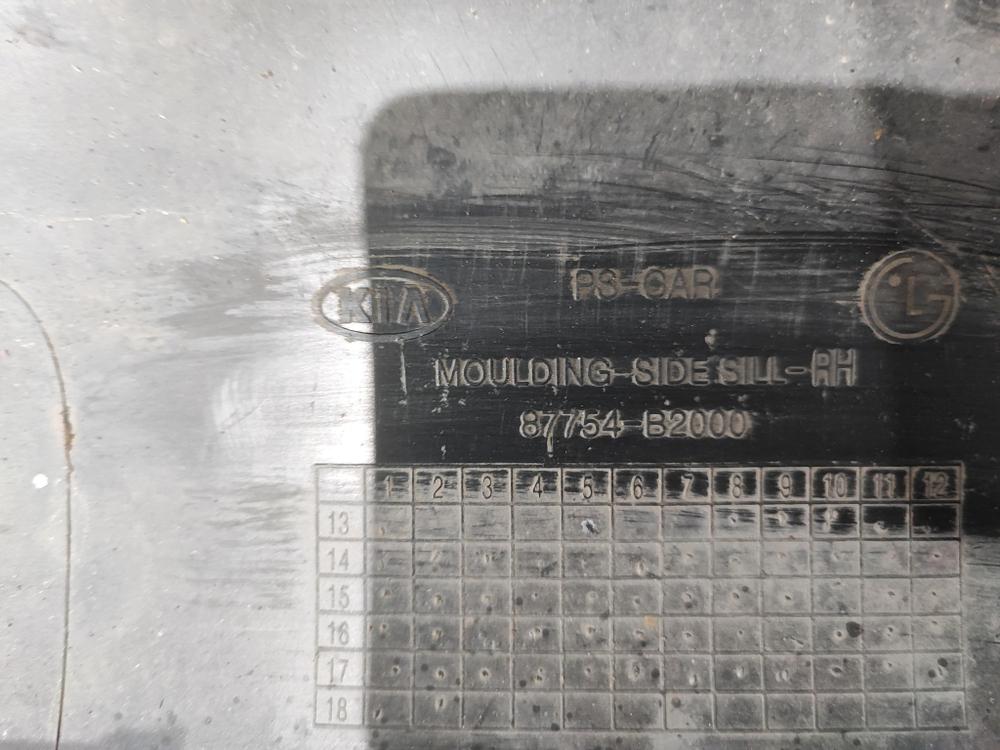 KIA
PS-CAR
LG
MOULDING-SIDE SILL-RH
87754-B2000
1 2 3 4 5 6 7 8 9 10 11 12
13
14
15
16
17
18